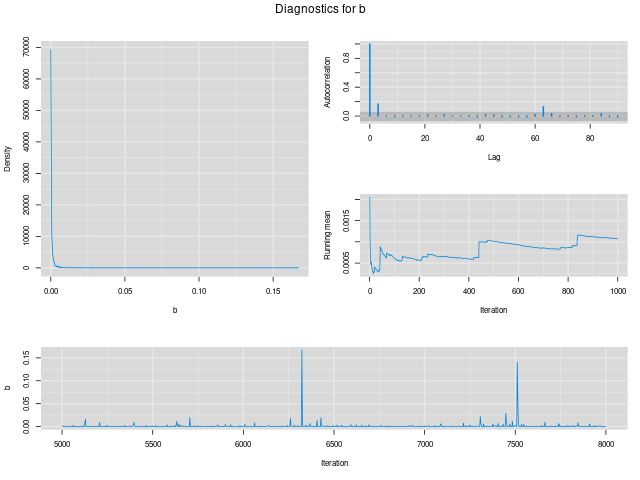 Diagnostics for b
Density
0 10000 20000 30000 40000 50000 60000 70000
0.00 0.05 0.10 0.15
b
Autocorrelation
0.0 0.4 0.8
0 20 40 60 80
Lag
Running mean
0.0005 0.0015
0 200 400 600 800 1000
Iteration
b
0.00 0.05 0.10 0.15
5000 5500 6000 6500 7000 7500 8000
Iteration